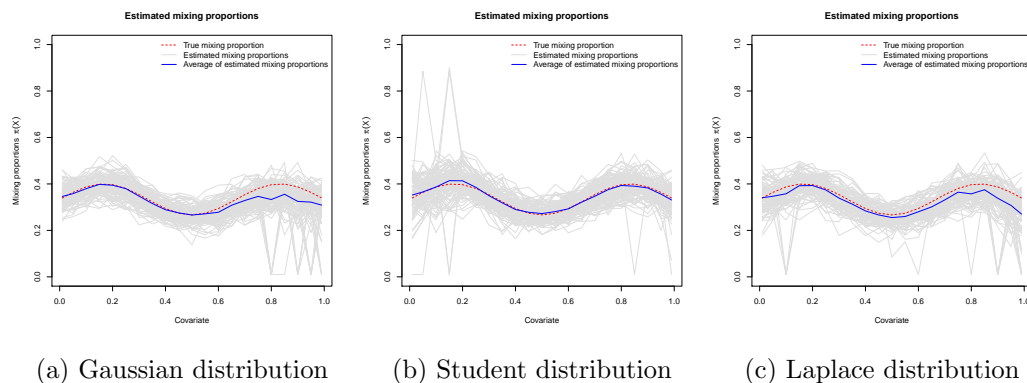 Estimated mixing proportions
True mixing proportion
Estimated mixing proportions
Average of estimated mixing proportions
Mixing proportions π(X)
0.0 0.2 0.4 0.6 0.8 1.0
0.0 0.2 0.4 0.6 0.8 1.0
Covariate
(a) Gaussian distribution
Estimated mixing proportions
True mixing proportion
Estimated mixing proportions
Average of estimated mixing proportions
Mixing proportions π(X)
0.0 0.2 0.4 0.6 0.8 1.0
0.0 0.2 0.4 0.6 0.8 1.0
Covariate
(b) Student distribution
Estimated mixing proportions
True mixing proportion
Estimated mixing proportions
Average of estimated mixing proportions
Mixing proportions π(X)
0.0 0.2 0.4 0.6 0.8 1.0
0.0 0.2 0.4 0.6 0.8 1.0
Covariate
(c) Laplace distribution